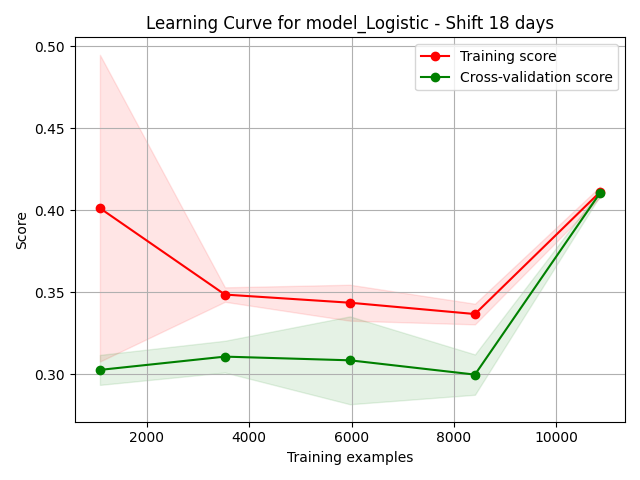 Learning Curve for model_Logistic - Shift 18 days
Training score
Cross-validation score
0.50
0.45
0.40
0.35
0.30
Score
2000 4000 6000 8000 10000
Training examples